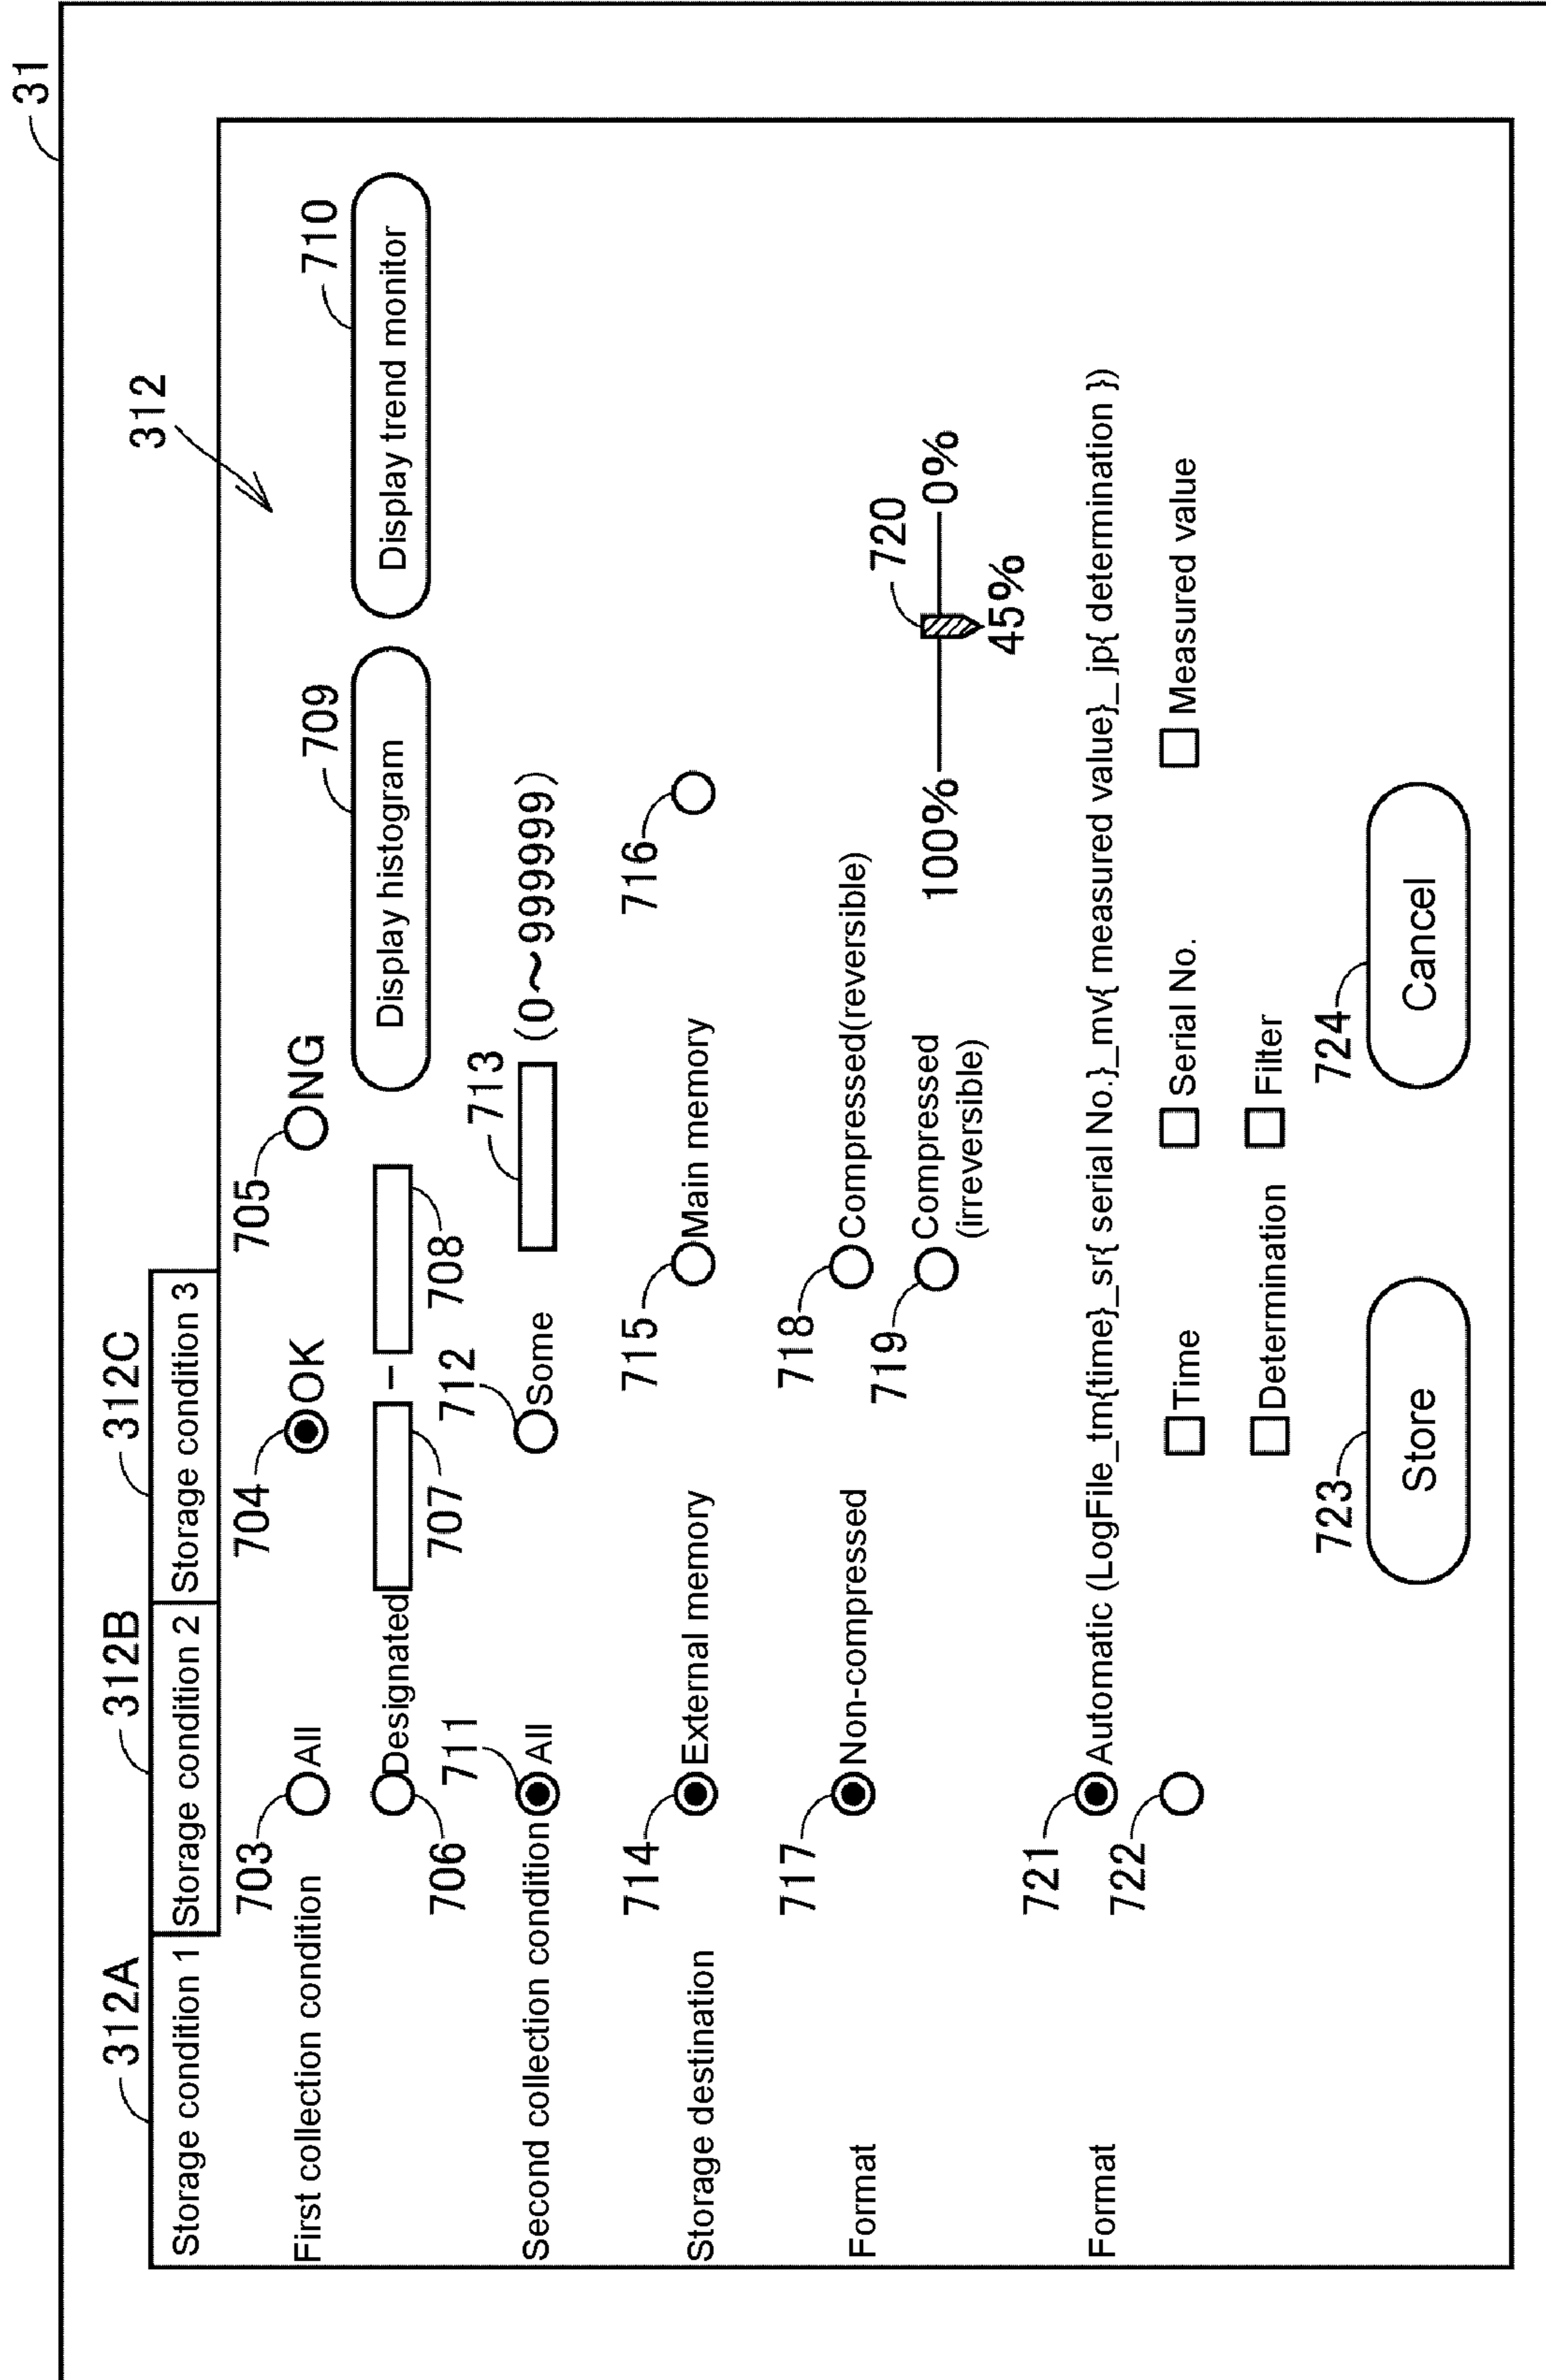 31
312
312A 312B 312C
Storage condition 1 Storage condition 2 Storage condition 3
703 704 705
First collection condition All OK NG
709 710
Designated – Display histogram Display trend monitor
706 707 708
711 712 713
Second collection condition All Some (0～999999)
714 715 716
Storage destination External memory Main memory
717 718
Format Non-compressed Compressed(reversible)
719 720
Compressed
(irreversible)
100% 0%
45%
721
Format Automatic (LogFile_tm{time}_sr{ serial No.}_mv{ measured value}_jp{ determination })
722
Time Serial No. Measured value
Determination Filter
723 724
Store Cancel